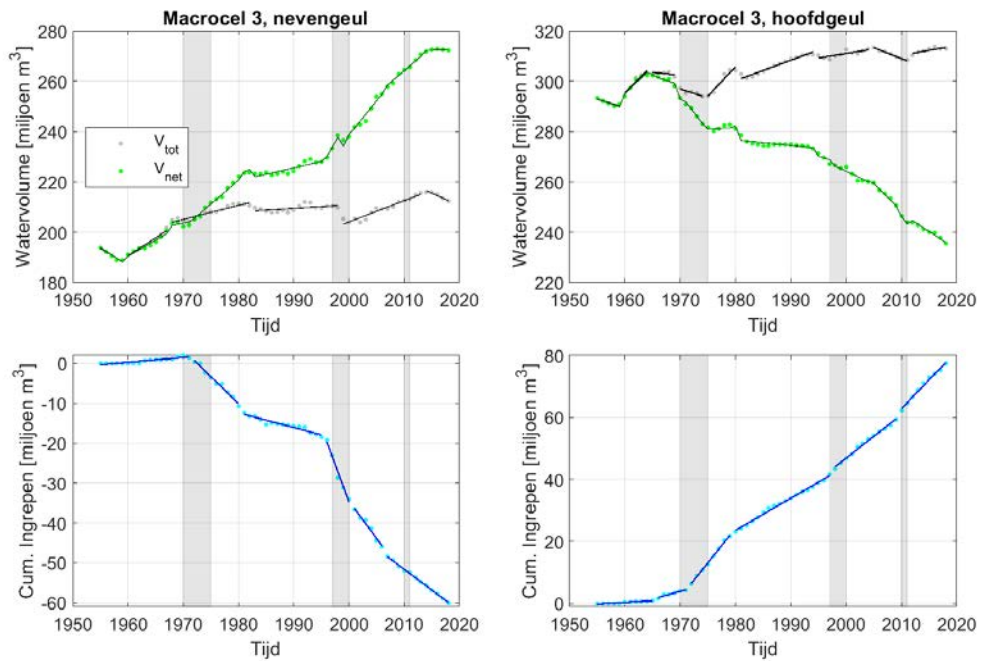 Macrocel 3, nevengeul
Watervolume [miljoen m³]
280
260
240
220
200
180
V_tot
V_net
1950 1960 1970 1980 1990 2000 2010 2020
Tijd
Macrocel 3, hoofdgeul
Watervolume [miljoen m³]
320
300
280
260
240
220
1950 1960 1970 1980 1990 2000 2010 2020
Tijd
Cum. Ingrepen [miljoen m³]
0
-10
-20
-30
-40
-50
-60
1950 1960 1970 1980 1990 2000 2010 2020
Tijd
Cum. Ingrepen [miljoen m³]
80
60
40
20
0
1950 1960 1970 1980 1990 2000 2010 2020
Tijd